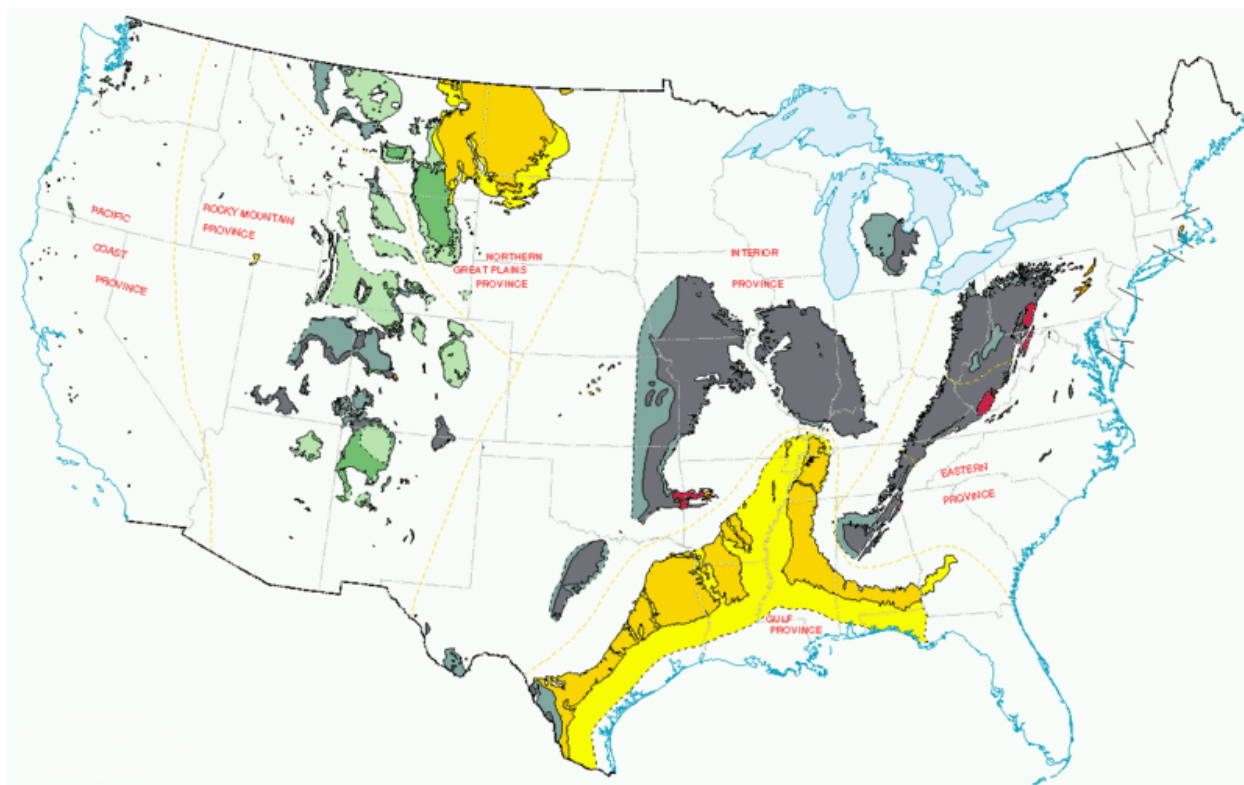 PACIFIC
COAST
PROVINCE
ROCKY MOUNTAIN
PROVINCE
NORTHERN
GREAT PLAINS
PROVINCE
INTERIOR
PROVINCE
EASTERN
PROVINCE
GULF
PROVINCE